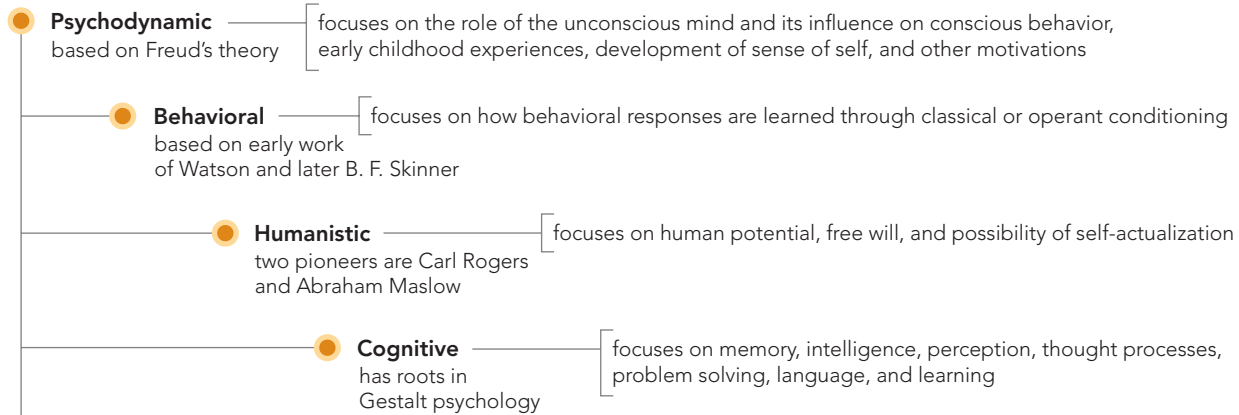 Psychodynamic
based on Freud's theory
focuses on the role of the unconscious mind and its influence on conscious behavior,
early childhood experiences, development of sense of self, and other motivations
Behavioral
based on early work
of Watson and later B. F. Skinner
focuses on how behavioral responses are learned through classical or operant conditioning
Humanistic
two pioneers are Carl Rogers
and Abraham Maslow
focuses on human potential, free will, and possibility of self-actualization
Cognitive
has roots in
Gestalt psychology
focuses on memory, intelligence, perception, thought processes,
problem solving, language, and learning